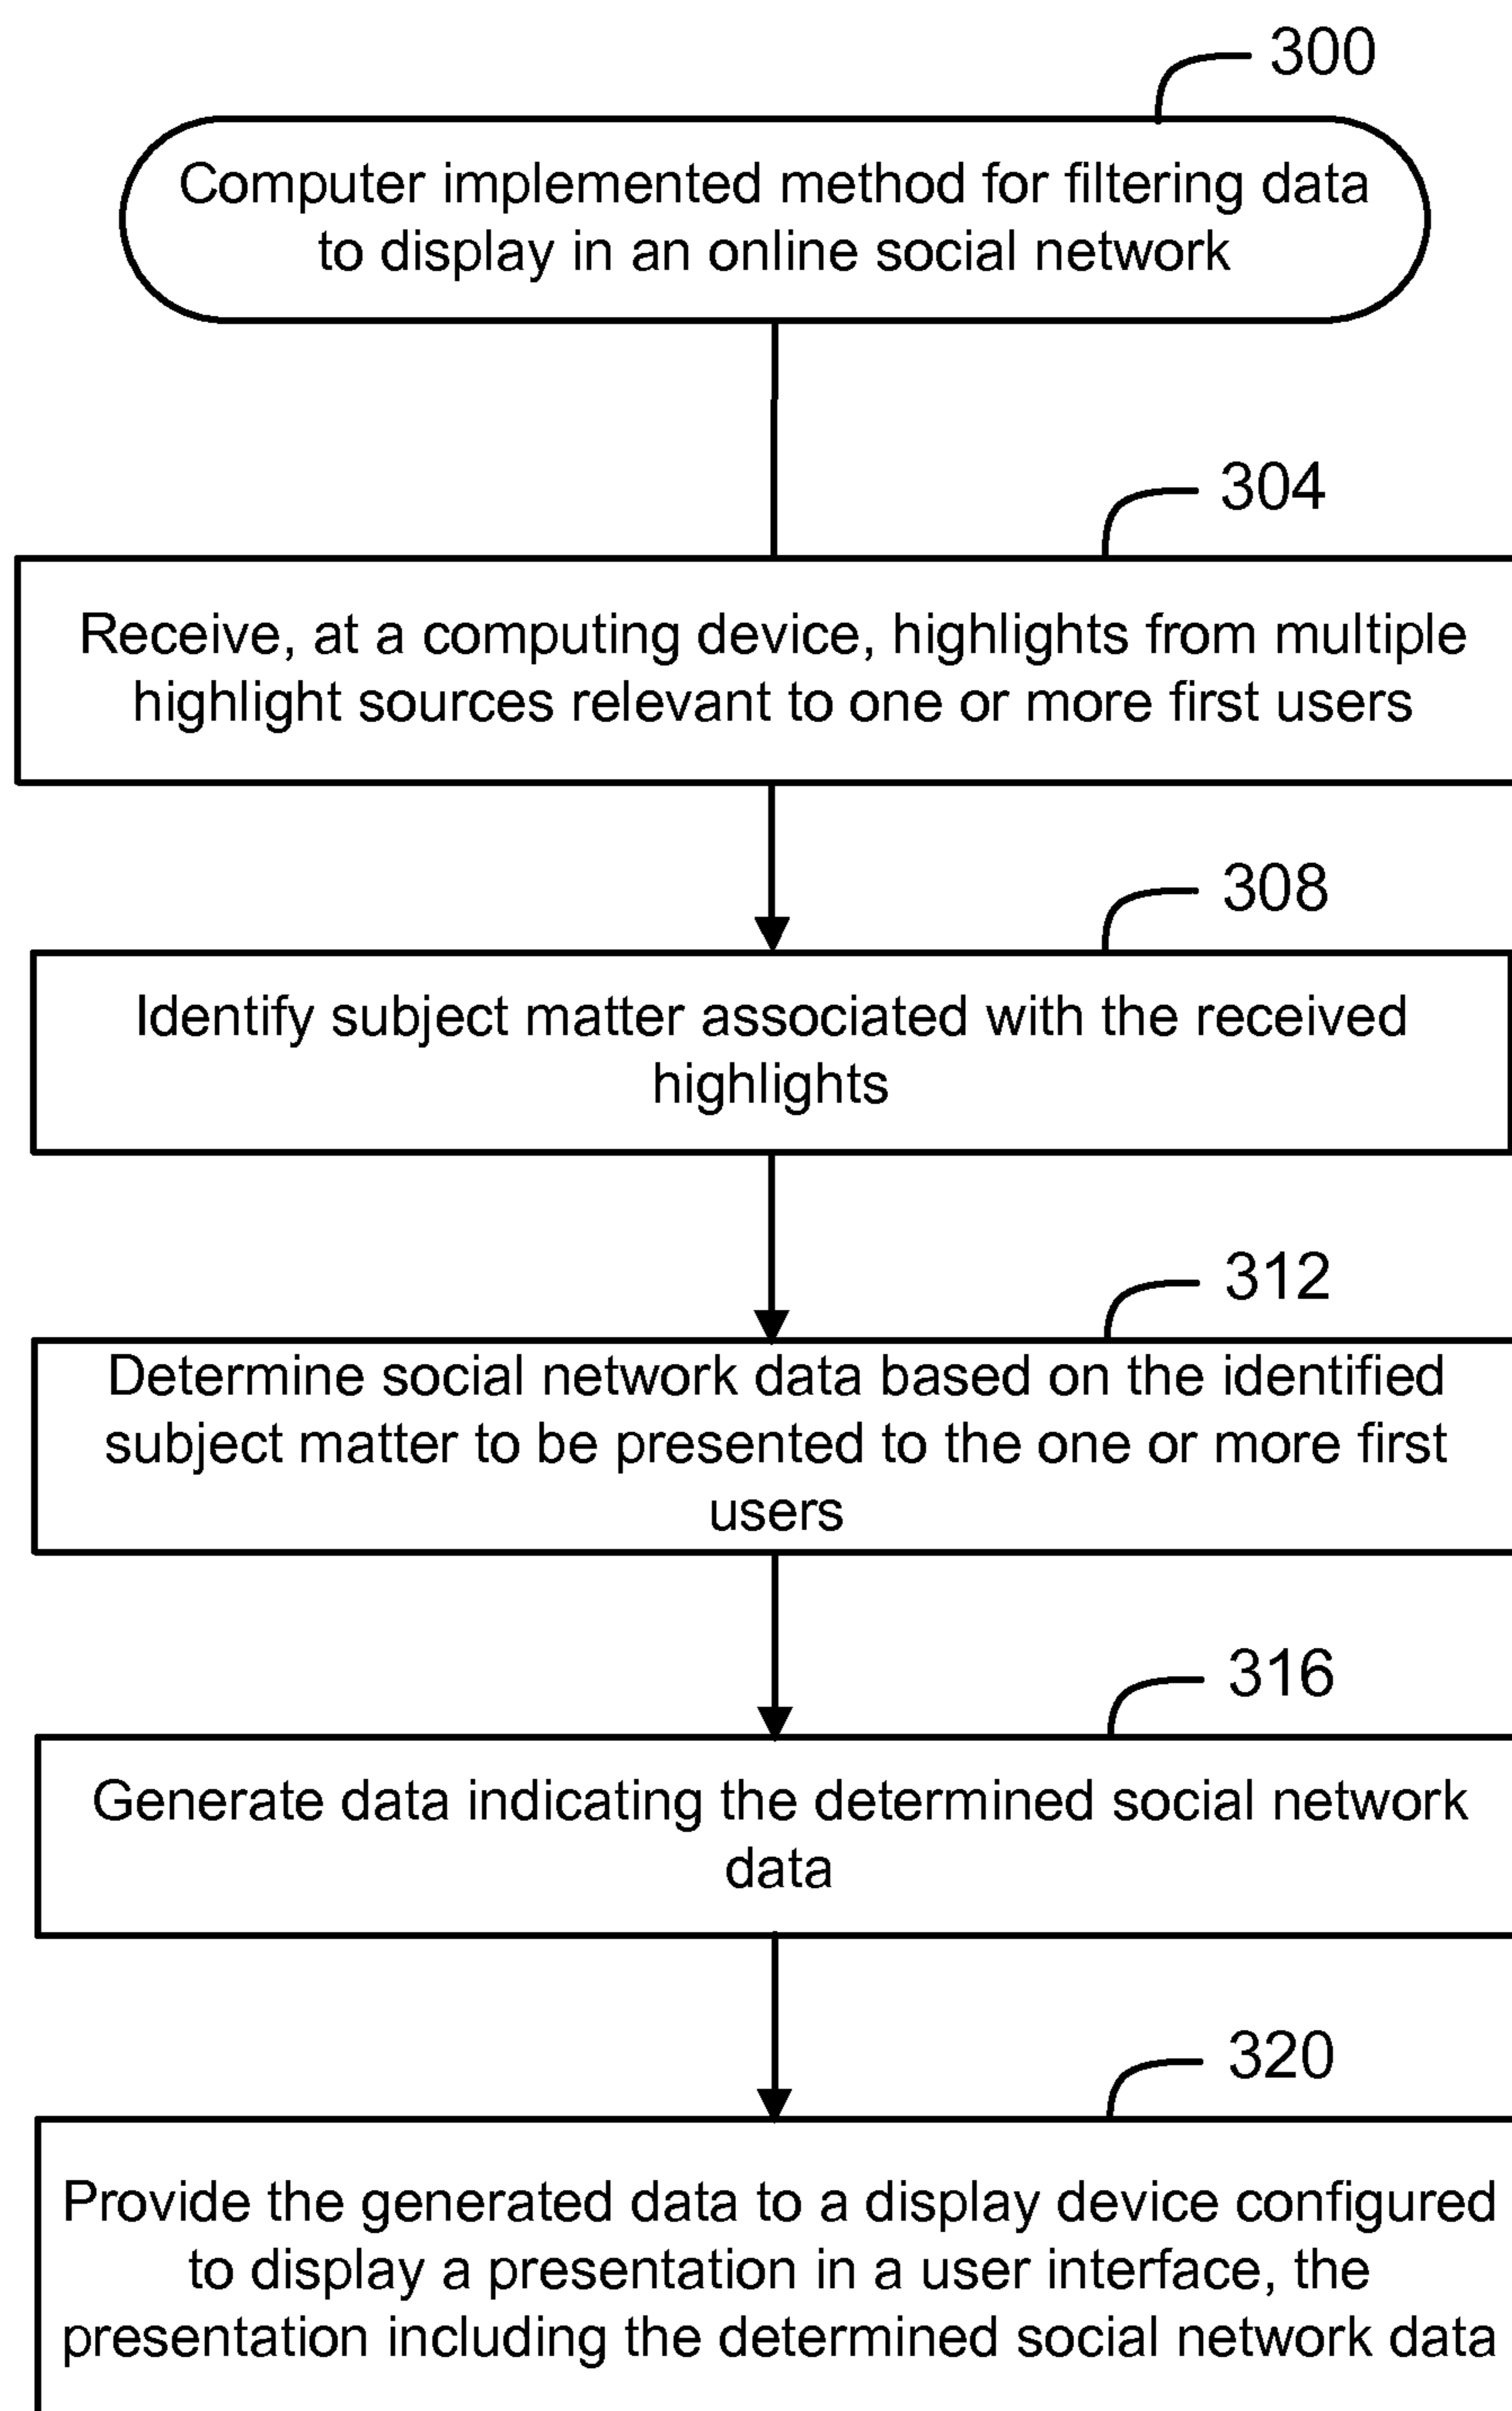 300
Computer implemented method for filtering data
to display in an online social network
304
Receive, at a computing device, highlights from multiple
highlight sources relevant to one or more first users
308
Identify subject matter associated with the received
highlights
312
Determine social network data based on the identified
subject matter to be presented to the one or more first
users
316
Generate data indicating the determined social network
data
320
Provide the generated data to a display device configured
to display a presentation in a user interface, the
presentation including the determined social network data